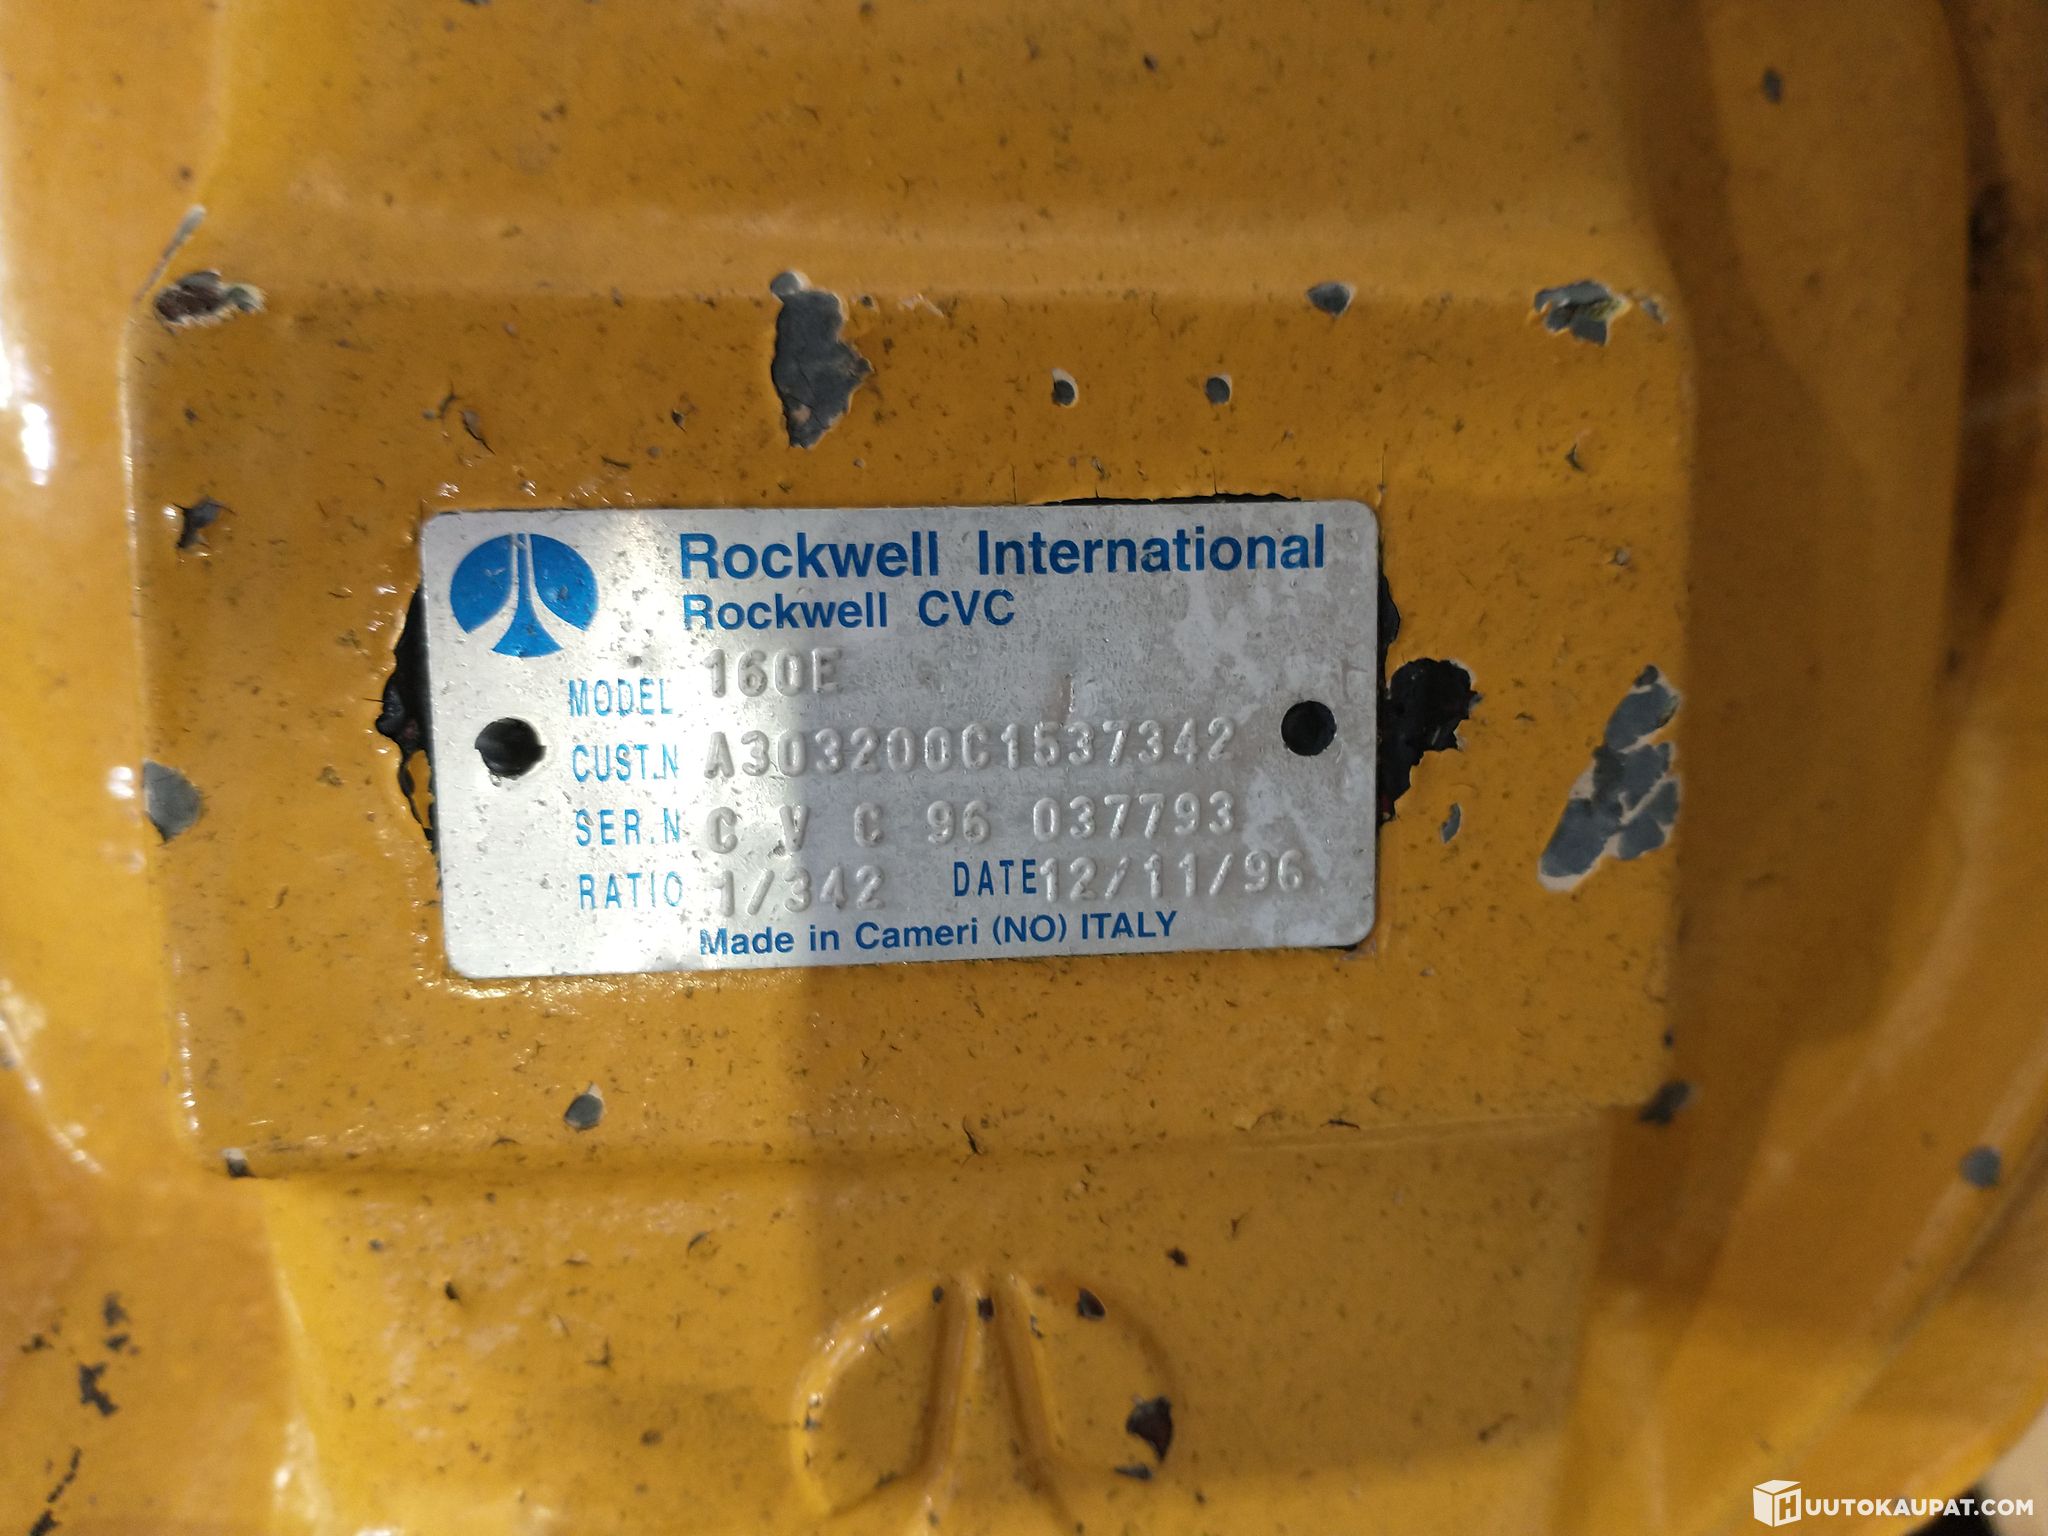 Rockwell International
Rockwell CVC
MODEL 160E
CUST.N A303200C1537342
SER.N C V C 96 037793
RATIO 1/342 DATE 12/11/96
Made in Cameri (NO) ITALY
HUUTOKAUPAT.COM